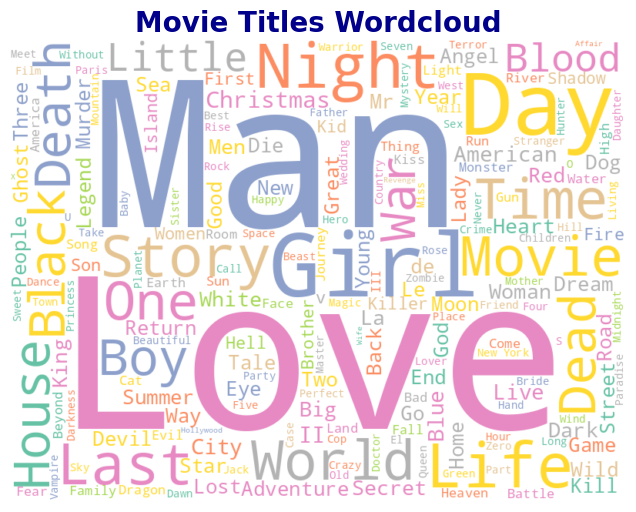 Movie Titles Wordcloud
Love
Man
Girl
Day
Night
Life
World
Last
Story
Time
Movie
House
Black
Death
Dead
One
Boy
War
Little
Blood
Christmas
American
Angel
Murder
Legend
Ghost
Three
People
King
Son
Song
Sea
Island
First
Mr
Men
Die
Kid
Good
New
Great
Year
Light
River
Shadow
Dog
Red
Heart
Lady
Fire
Women
Room
Young
de
Killer
Moon
Woman
Dream
White
Face
Return
Hell
Brother
La
Back
God
Tale
Eye
Two
Summer
Way
Big
Go
End
Live
Road
Street
Devil
Evil
City
Star
II
Blue
Home
Dark
Game
Wild
Kill
Lost
Adventure
Secret
Fear
Family
Dragon
Dawn
Heaven
Battle
Vampire
Sky
Jack
Beyond
Darkness
Princess
Town
Dance
Sweet
Meet
Without
Film
Paris
America
Mountain
Warrior
Seven
Terror
Affair
West
Will
Mystery
Sex
Run
Stranger
Hunter
High
Daughter
Best
Father
Rise
Rock
Wedding
Thing
Kiss
Monster
O
Water
Take
Baby
Sister
Happy
Hero
Country
Revenge
Miss
Gun
Never
Living
Crime
Hill
Children
Space
Journey
Rose
Call
Planet
Earth
Sun
Beast
III
Zombie
L
Mother
V
Magic
Friend
Four
Place
Midnight
Beautiful
Master
Wife
Lover
Come
New York
s
Cat
Party
Perfect
Bad
Bride
Hand
Paradise
Five
Hollywood
Land
Fall
Wind
Case
Cop
El
Hour
Zero
Long
Crazy
Old
Doctor
Queen
Green
Part
X